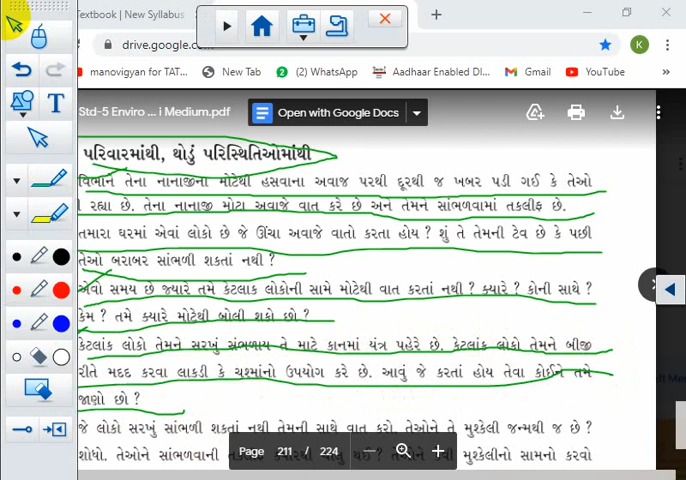 Textbook | New Syllabus
drive.google.com
K
manovigyan for TAT...
New Tab
2 (2) WhatsApp
Aadhaar Enabled DI...
Gmail
YouTube
Std-5 Enviro ... i Medium.pdf
Open with Google Docs
T
પરિવારમાંથી, થોડું પરિસ્થિતિઓમાંથી
વિભાને તેના નાનાજીના મોટેથી હસવાના અવાજ પરથી દૂરથી જ ખબર પડી ગઈ કે તેઓ
રહ્યા છે. તેના નાનાજી મોટા અવાજે વાત કરે છે અને તમને સાંભળવામાં તકલીફ છે.
તમારા ઘરમાં એવાં લોકો છે જે ઊંચા અવાજે વાતો કરતા હોય ? શું તે તેમની ટેવ છે કે પછી
તેઓ બરાબર સાંભળી શકતાં નથી ?
એવો સમય છે જ્યારે તમે કેટલાક લોકોની સામે મોટેથી વાત કરતાં નથી ? ક્યારે ? કોની સાથે ?
કેમ ? તમે ક્યારે મોટેથી બોલી શકો છો ?
કેટલાંક લોકો તેમને સરખું સંભળાય તે માટે કાનમાં યંત્ર પહેરે છે. કેટલાંક લોકો તેમને બીજી
રીતે મદદ કરવા લાકડી કે ચશ્માંનો ઉપયોગ કરે છે. આવું જે કરતાં હોય તેવા કોઈને તમે
જાણો છો ?
જે લોકો સરખું સાંભળી શકતાં નથી તેમની સાથે વાત કરો. તેઓને તે મુશ્કેલી જન્મથી જ છે ?
શોધો. તેઓને સાંભળવાની મુશ્કેલીનો સામનો કરવો
Page 211 / 224